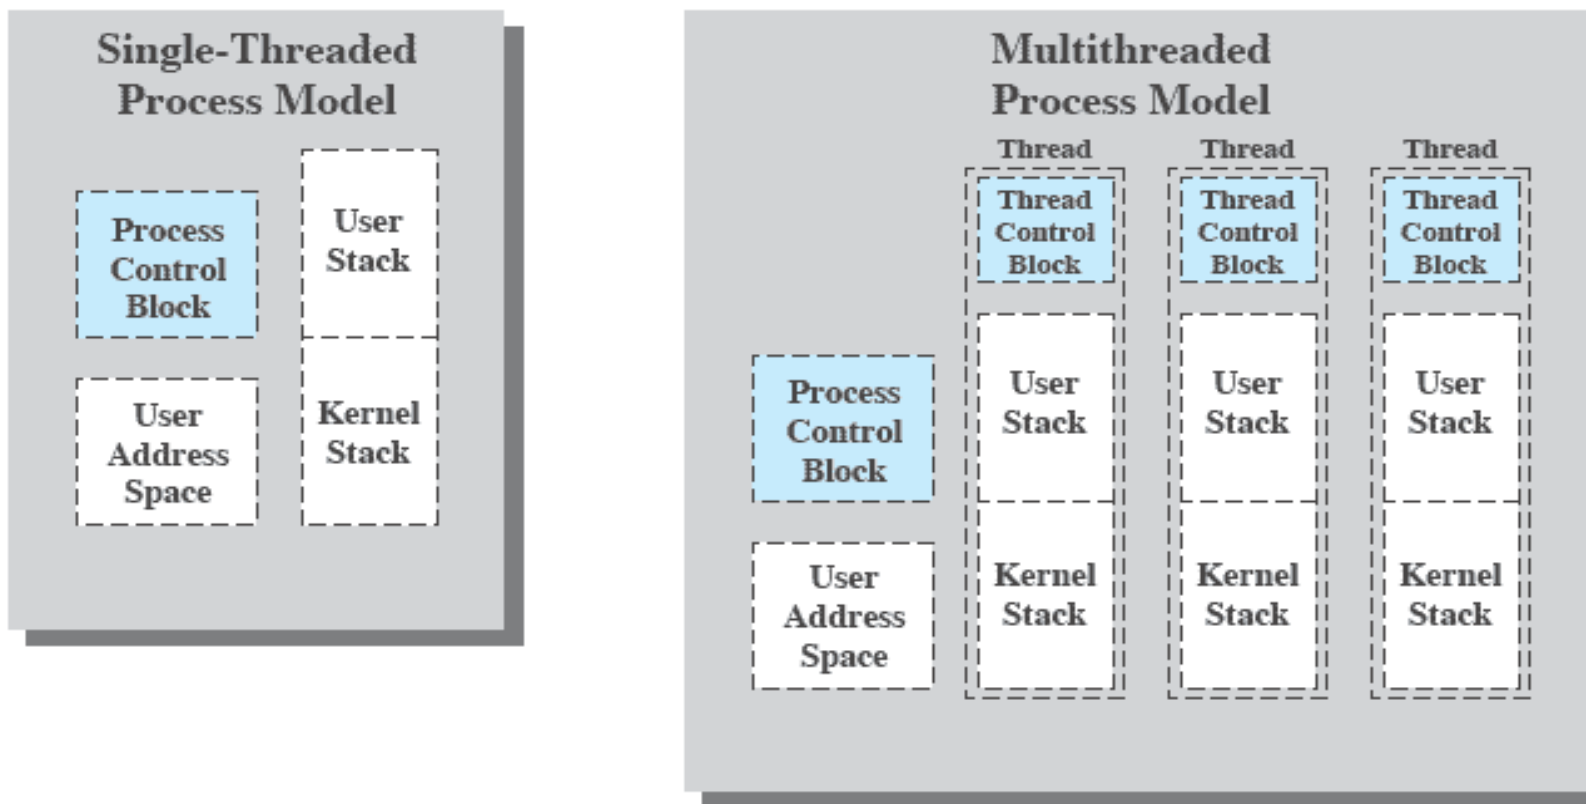 Single-Threaded
Process Model
Process
Control
Block
User
Stack
User
Address
Space
Kernel
Stack
Multithreaded
Process Model
Process
Control
Block
User
Address
Space
Thread
Thread
Control
Block
User
Stack
Kernel
Stack
Thread
Thread
Control
Block
User
Stack
Kernel
Stack
Thread
Thread
Control
Block
User
Stack
Kernel
Stack